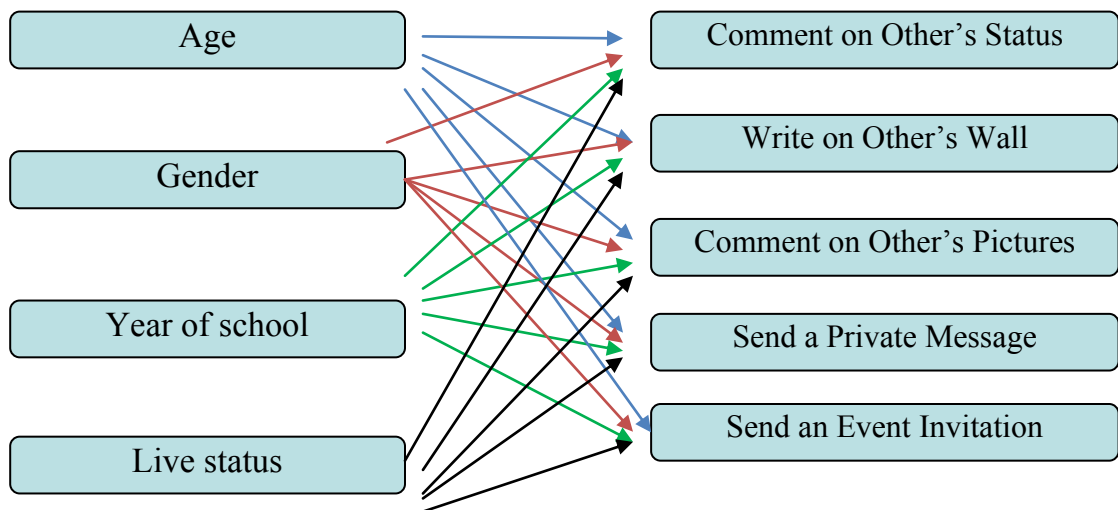 Age
Gender
Year of school
Live status
Comment on Other’s Status
Write on Other’s Wall
Comment on Other’s Pictures
Send a Private Message
Send an Event Invitation